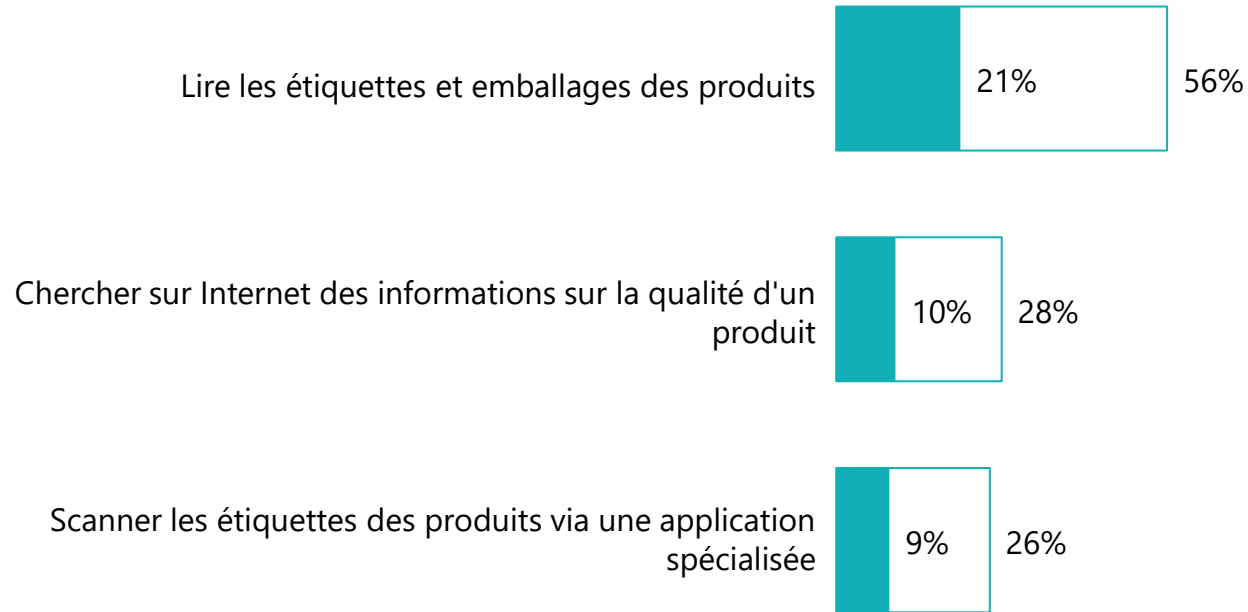 Lire les étiquettes et emballages des produits
21%
56%
Chercher sur Internet des informations sur la qualité d'un
produit
10%
28%
Scanner les étiquettes des produits via une application
spécialisée
9%
26%